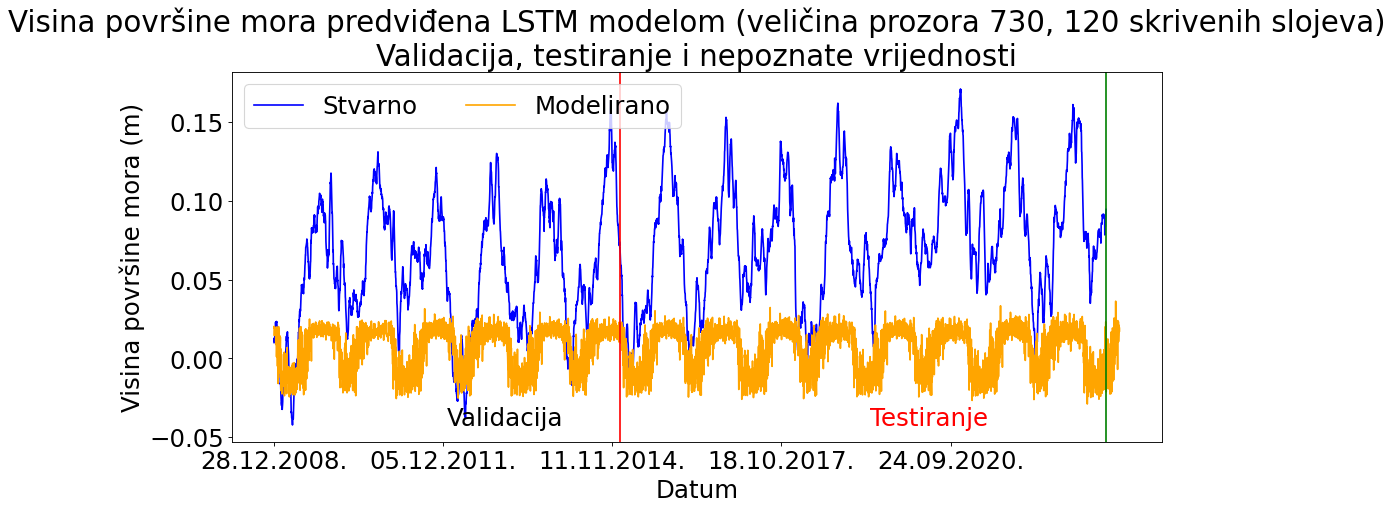 Visina površine mora predviđena LSTM modelom (veličina prozora 730, 120 skrivenih slojeva)
Validacija, testiranje i nepoznate vrijednosti
Stvarno
Modelirano
Visina površine mora (m)
0.15
0.10
0.05
0.00
−0.05
Validacija
Testiranje
28.12.2008.
05.12.2011.
11.11.2014.
18.10.2017.
24.09.2020.
Datum